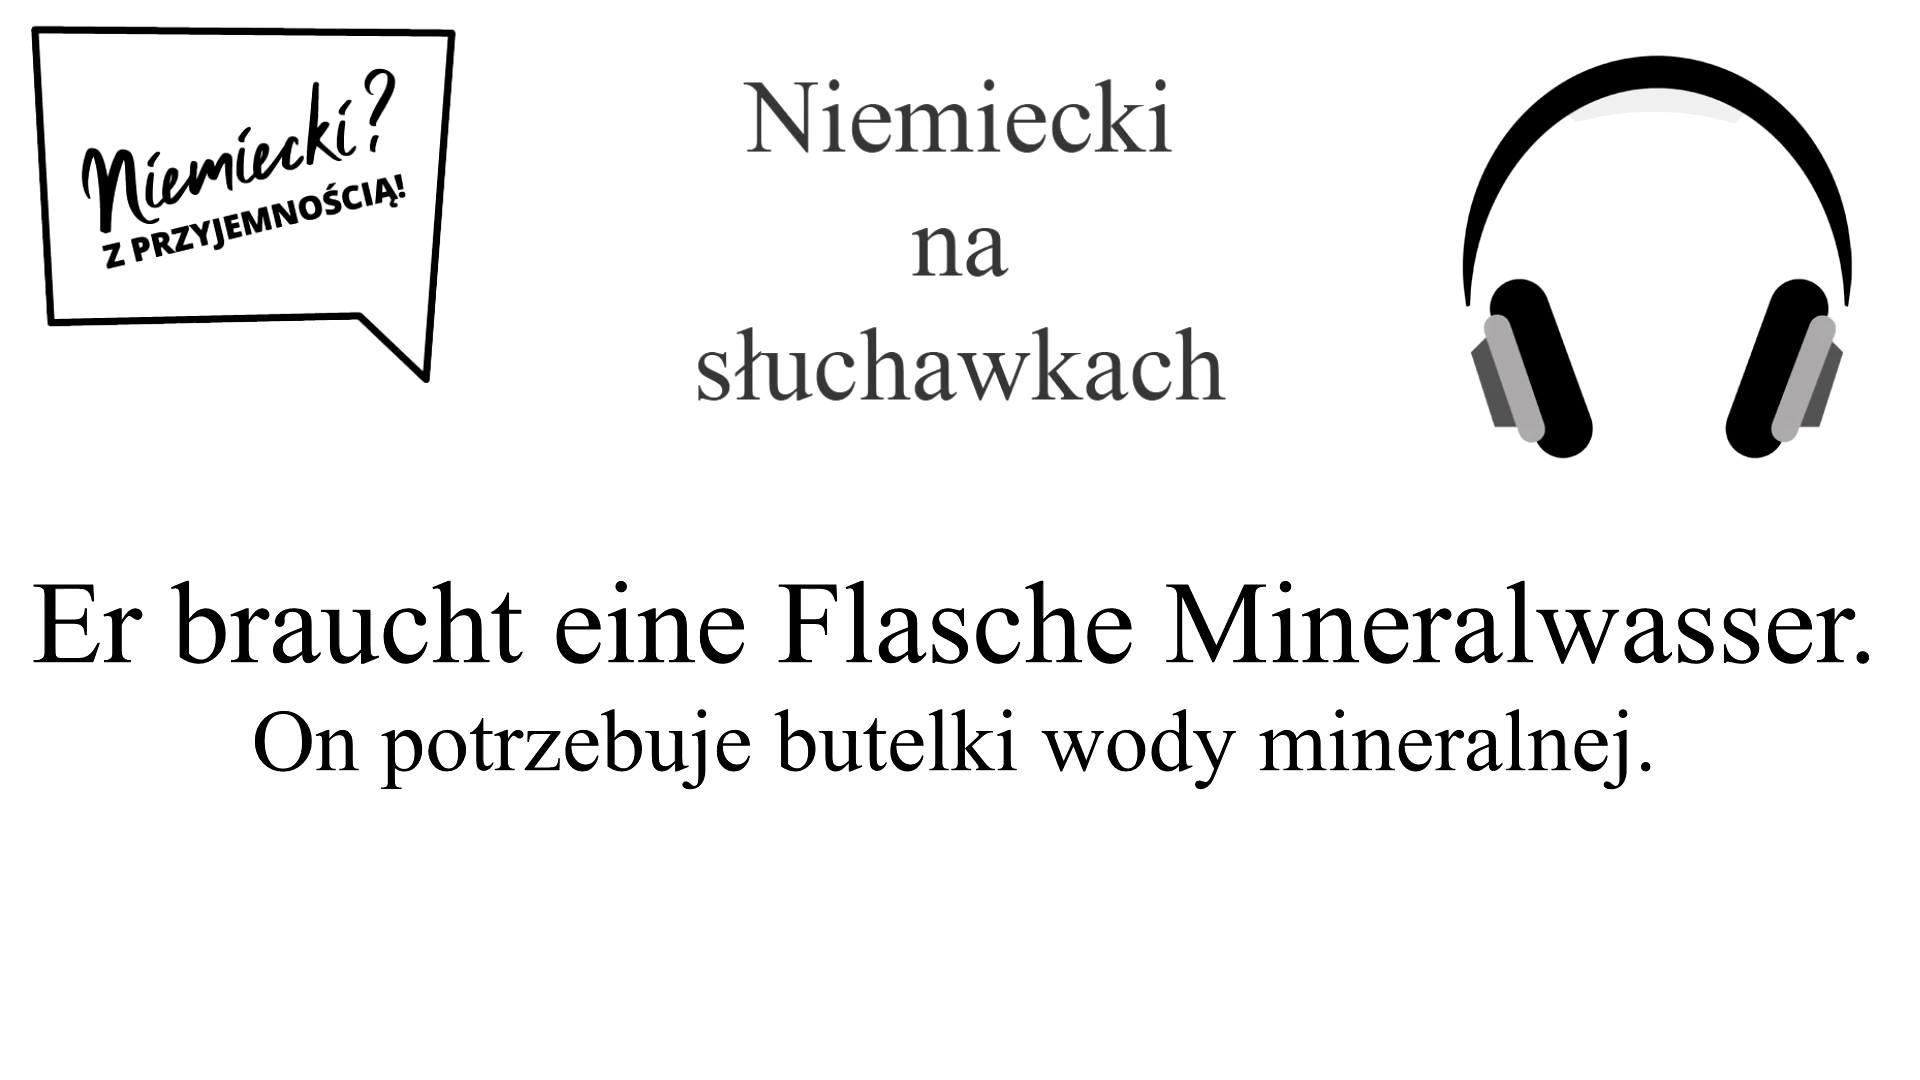 Niemiecki?
Z PRZYJEMNOŚCIĄ!
Niemiecki
na
słuchawkach
Er braucht eine Flasche Mineralwasser.
On potrzebuje butelki wody mineralnej.